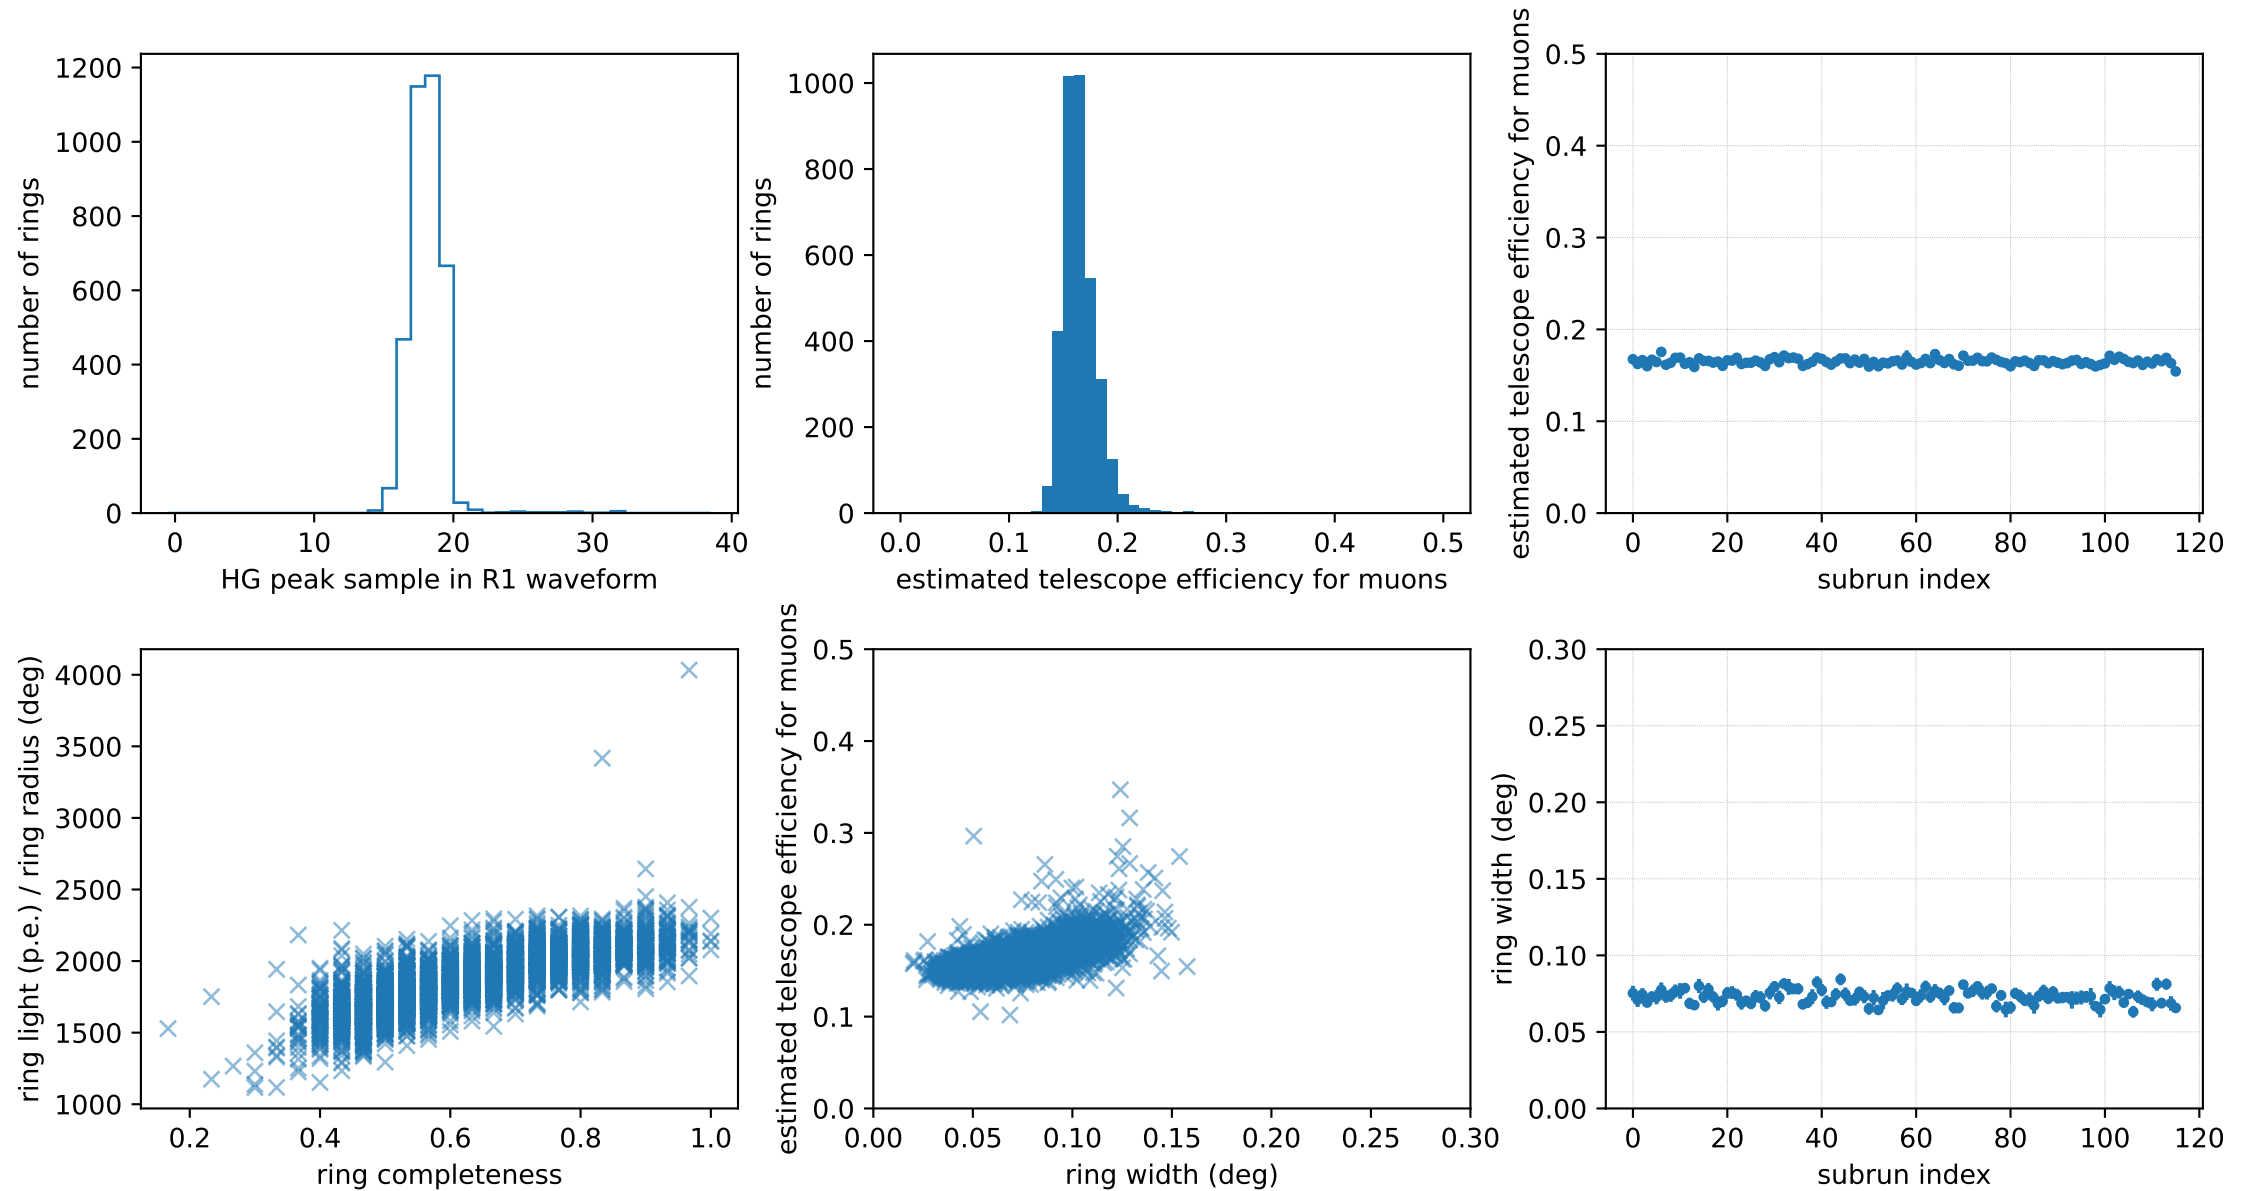 number of rings
1200
1000
800
600
400
200
0
0 10 20 30 40
HG peak sample in R1 waveform
number of rings
1000
800
600
400
200
0
0.0 0.1 0.2 0.3 0.4 0.5
estimated telescope efficiency for muons
estimated telescope efficiency for muons
0.5
0.4
0.3
0.2
0.1
0.0
0 20 40 60 80 100 120
subrun index
ring light (p.e.) / ring radius (deg)
4000
3500
3000
2500
2000
1500
1000
0.2 0.4 0.6 0.8 1.0
ring completeness
estimated telescope efficiency for muons
0.5
0.4
0.3
0.2
0.1
0.0
0.00 0.05 0.10 0.15 0.20 0.25 0.30
ring width (deg)
ring width (deg)
0.30
0.25
0.20
0.15
0.10
0.05
0.00
0 20 40 60 80 100 120
subrun index